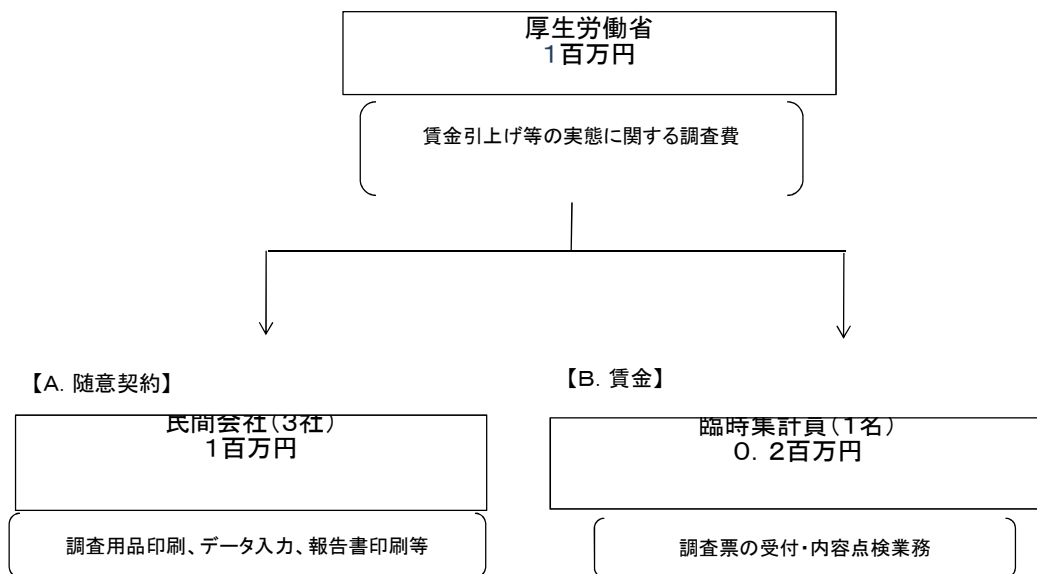 厚生労働省
1百万円
賃金引上げ等の実態に関する調査費
【A. 随意契約】
民間会社(3社)
1百万円
調査用品印刷、データ入力、報告書印刷等
【B. 賃金】
臨時集計員(1名)
0. 2百万円
調査票の受付・内容点検業務